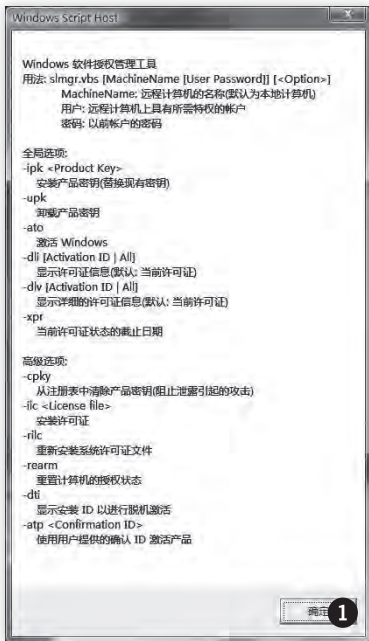 Windows Script Host
Windows 软件授权管理工具
用法: slmgr.vbs [MachineName [User Password]] [<Option>]
MachineName: 远程计算机的名称(默认为本地计算机)
用户: 远程计算机上具有所需特权的帐户
密码: 以前帐户的密码
全局选项:
-ipk <Product Key>
安装产品密钥(替换现有密钥)
-upk
卸载产品密钥
-ato
激活 Windows
-dli [Activation ID | All]
显示许可证信息(默认: 当前许可证)
-dlv [Activation ID | All]
显示详细的许可证信息(默认: 当前许可证)
-xpr
当前许可证状态的截止日期
高级选项:
-cpky
从注册表中清除产品密钥(阻止泄露引起的攻击)
-ilc <License file>
安装许可证
-rilc
重新安装系统许可证文件
-rearm
重置计算机的授权状态
-dti
显示安装 ID 以进行脱机激活
-atp <Confirmation ID>
使用用户提供的确认 ID 激活产品
确定
1